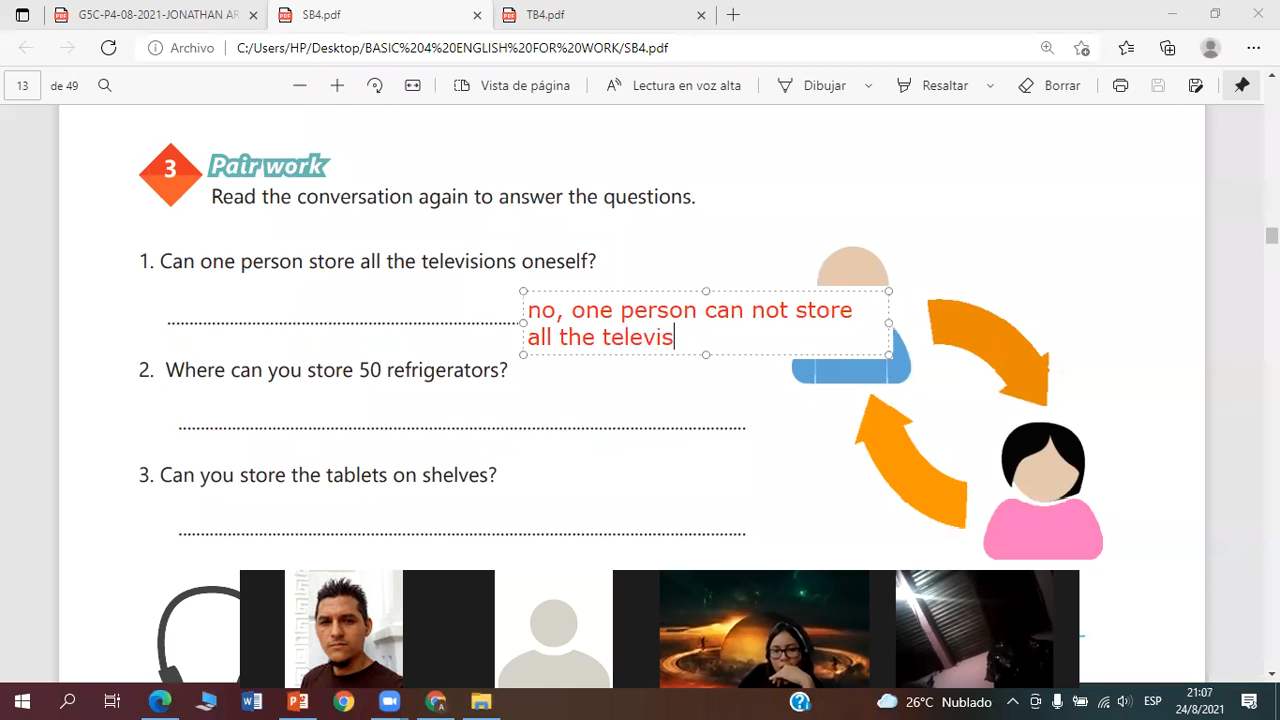 G5C-P4-08-2021-JONATHAN AR
SB4.pdf
TB4.pdf
Archivo
C:/Users/HP/Desktop/BASIC%204%20ENGLISH%20FOR%20WORK/SB4.pdf
13
de 49
Vista de página
Lectura en voz alta
Dibujar
Resaltar
Borrar
3
Pair work
Read the conversation again to answer the questions.
1. Can one person store all the televisions oneself?
no, one person can not store
all the televis
2. Where can you store 50 refrigerators?
3. Can you store the tablets on shelves?
26°C Nublado
ESP
21:07
24/8/2021